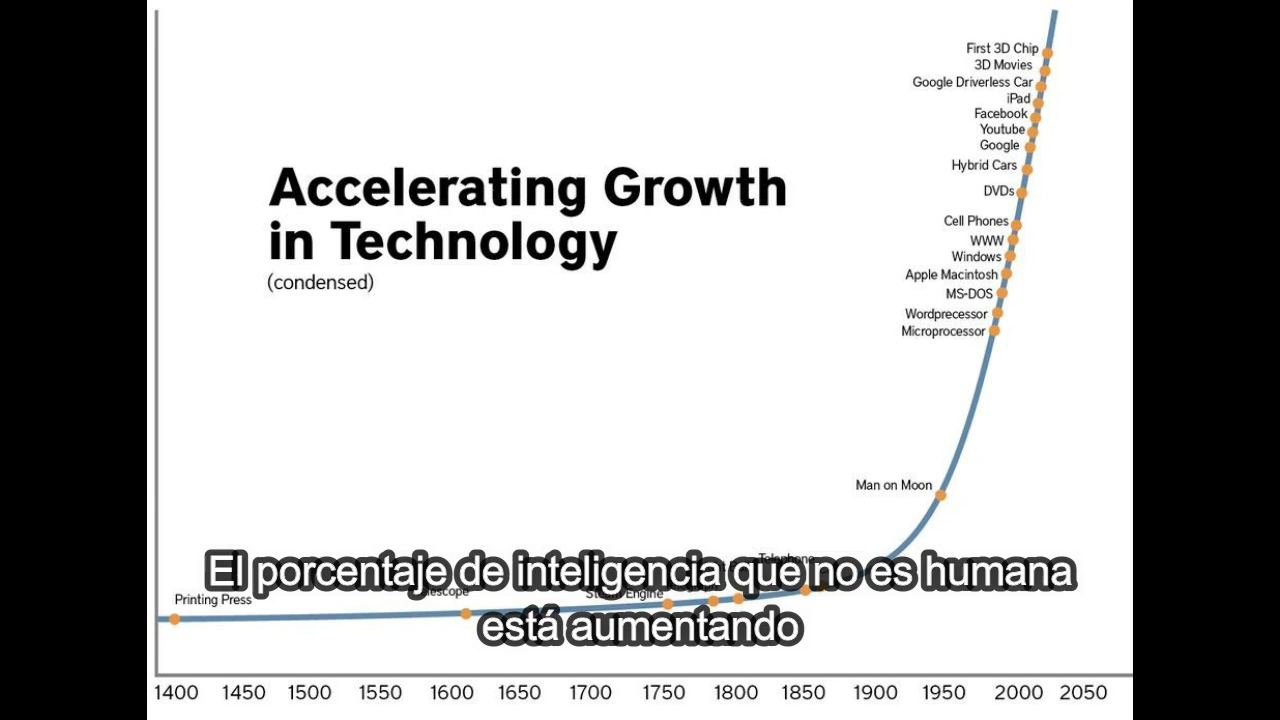 First 3D Chip
3D Movies
Google Driverless Car
iPad
Facebook
Youtube
Google
Hybrid Cars
DVDs
Cell Phones
WWW
Windows
Apple Macintosh
MS-DOS
Wordprecessor
Microprocessor
Accelerating Growth
in Technology
(condensed)
Man on Moon
Telephone
Printing Press
Engine
El porcentaje de inteligencia que no es humana
está aumentando
1400 1450 1500 1550 1600 1650 1700 1750 1800 1850 1900 1950 2000 2050